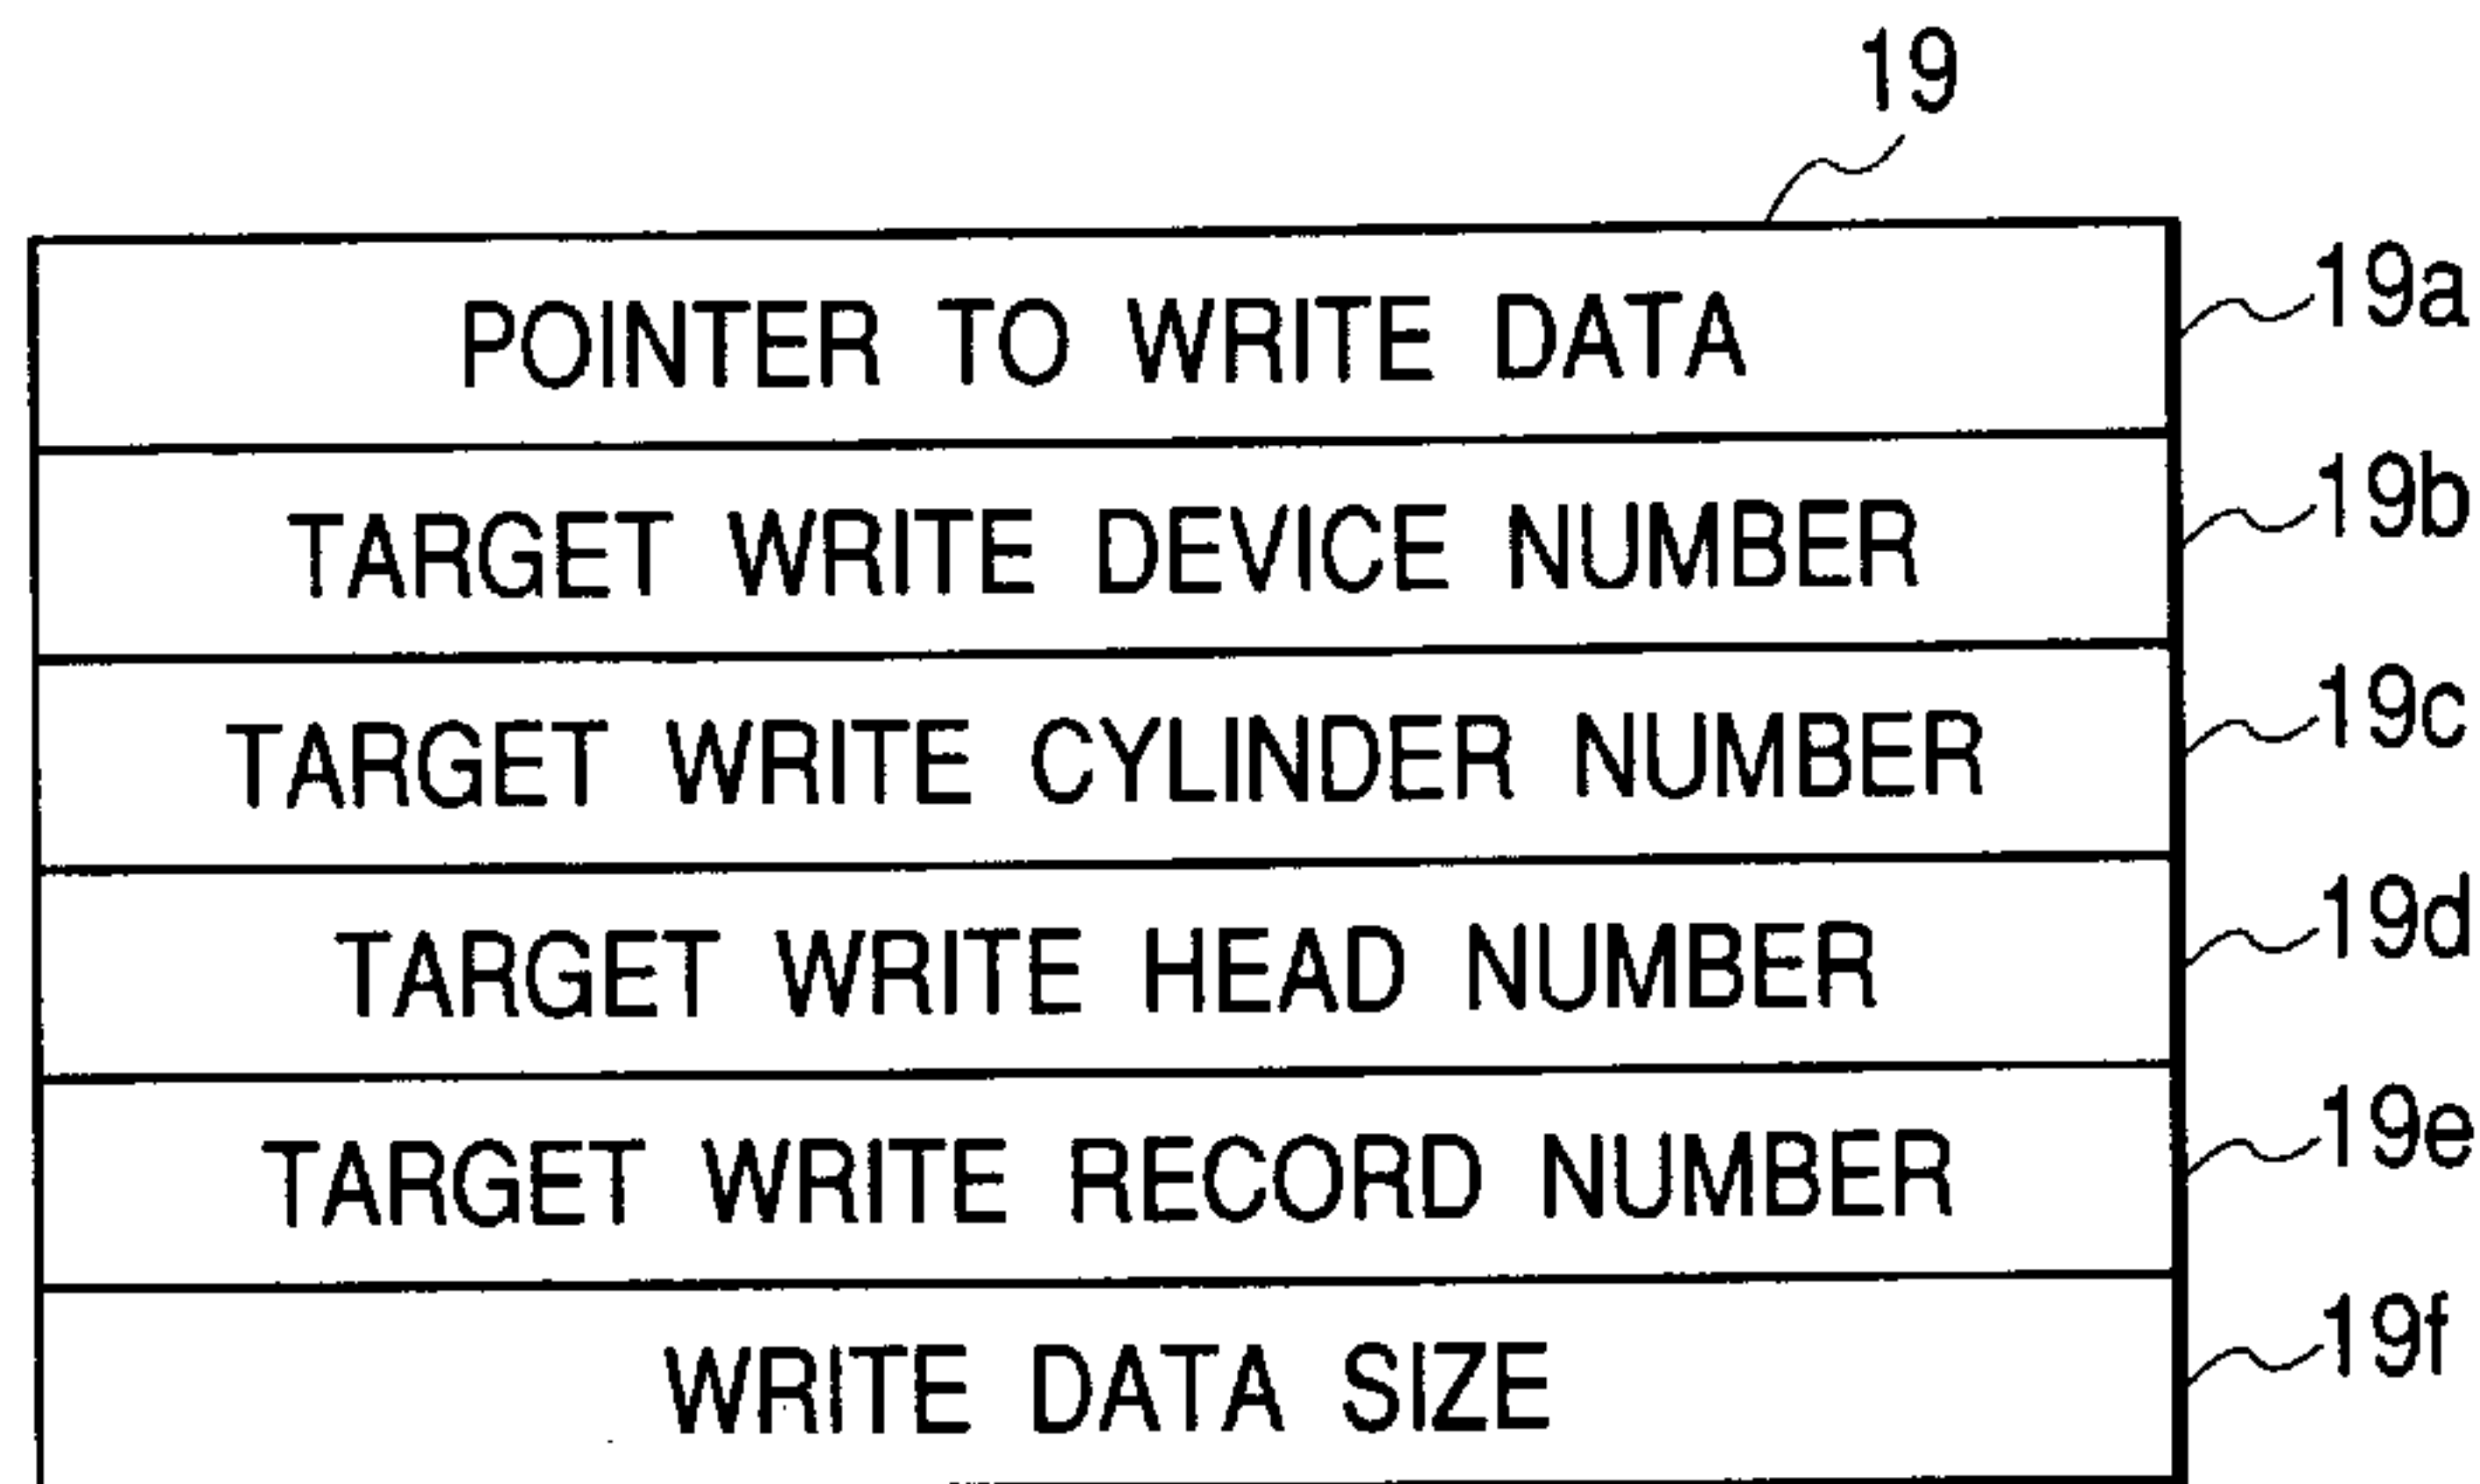 19
POINTER TO WRITE DATA 19a
TARGET WRITE DEVICE NUMBER 19b
TARGET WRITE CYLINDER NUMBER 19c
TARGET WRITE HEAD NUMBER 19d
TARGET WRITE RECORD NUMBER 19e
WRITE DATA SIZE 19f